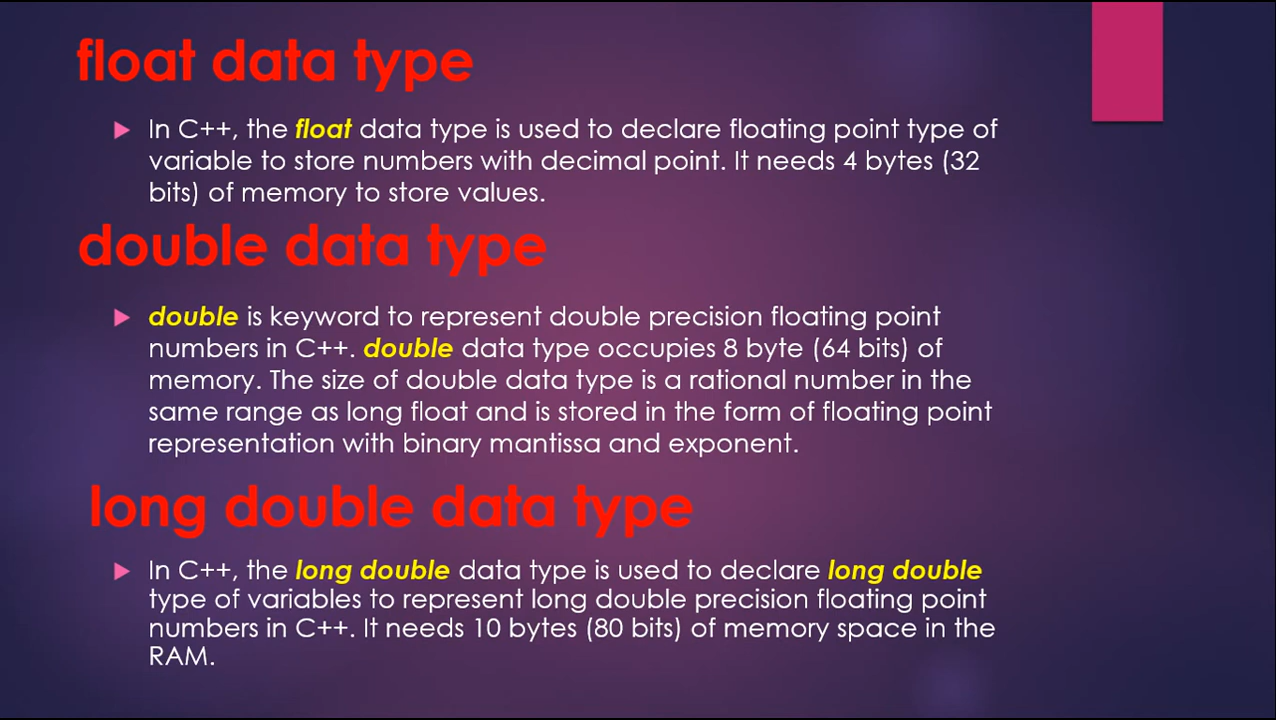 float data type
In C++, the float data type is used to declare floating point type of
variable to store numbers with decimal point. It needs 4 bytes (32
bits) of memory to store values.
double data type
double is keyword to represent double precision floating point
numbers in C++. double data type occupies 8 byte (64 bits) of
memory. The size of double data type is a rational number in the
same range as long float and is stored in the form of floating point
representation with binary mantissa and exponent.
long double data type
In C++, the long double data type is used to declare long double
type of variables to represent long double precision floating point
numbers in C++. It needs 10 bytes (80 bits) of memory space in the
RAM.